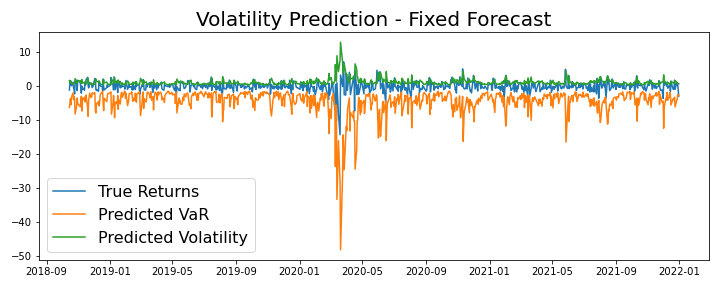 Volatility Prediction - Fixed Forecast
10
0
−10
−20
−30
−40
−50
True Returns
Predicted VaR
Predicted Volatility
2018-09 2019-01 2019-05 2019-09 2020-01 2020-05 2020-09 2021-01 2021-05 2021-09 2022-01